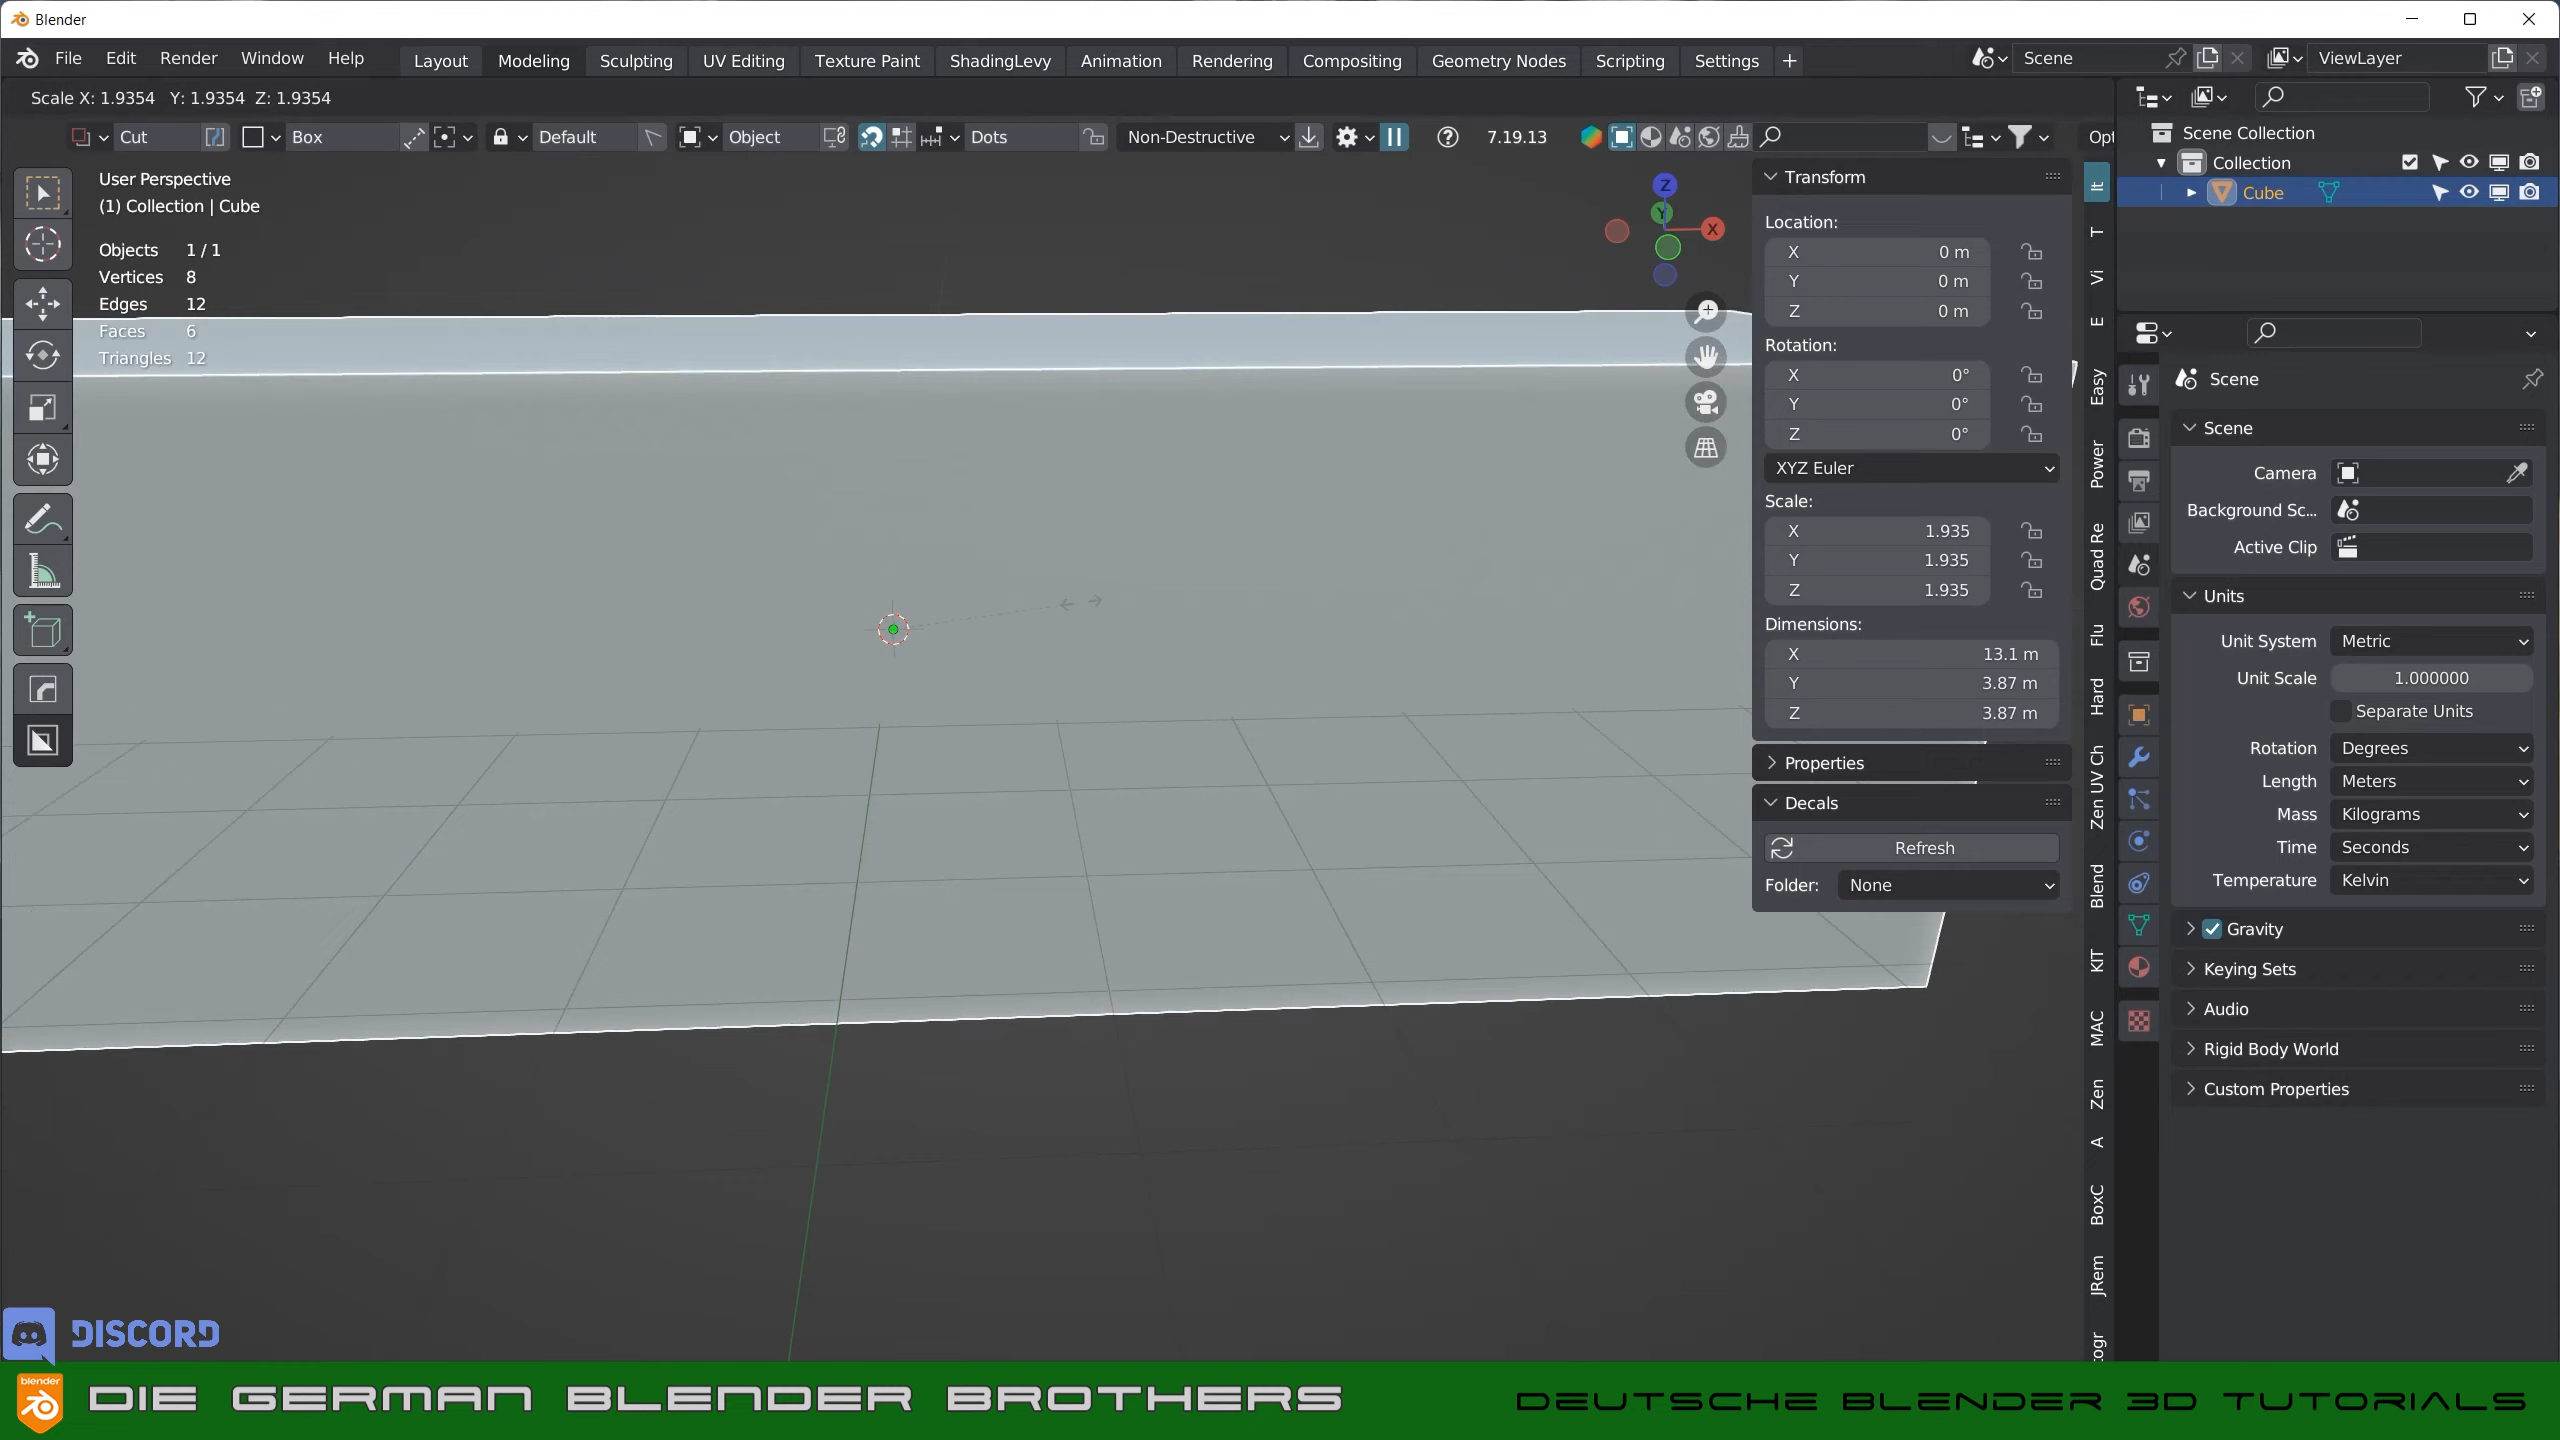 Blender
File Edit Render Window Help
Layout Modeling Sculpting UV Editing Texture Paint ShadingLevy Animation Rendering Compositing Geometry Nodes Scripting Settings +
Scene
ViewLayer
Scale X: 1.9354 Y: 1.9354 Z: 1.9354
Cut Box Default Object Dots Non-Destructive 7.19.13 Opt
User Perspective
(1) Collection | Cube
Objects 1 / 1
Vertices 8
Edges 12
Faces 6
Triangles 12
Z
Y
X
Transform
Location:
X 0 m
Y 0 m
Z 0 m
Rotation:
X 0°
Y 0°
Z 0°
XYZ Euler
Scale:
X 1.935
Y 1.935
Z 1.935
Dimensions:
X 13.1 m
Y 3.87 m
Z 3.87 m
Properties
Decals
Refresh
Folder: None
It
T
Vi
E
Easy
Power
Quad Re
Flu
Hard
Zen UV Ch
Blend
KIT
MAC
Zen
A
BoxC
JRem
ogr
Scene Collection
Collection
Cube
Scene
Scene
Camera
Background Sc...
Active Clip
Units
Unit System Metric
Unit Scale 1.000000
Separate Units
Rotation Degrees
Length Meters
Mass Kilograms
Time Seconds
Temperature Kelvin
Gravity
Keying Sets
Audio
Rigid Body World
Custom Properties
DISCORD
blender
DIE GERMAN BLENDER BROTHERS
DEUTSCHE BLENDER 3D TUTORIALS